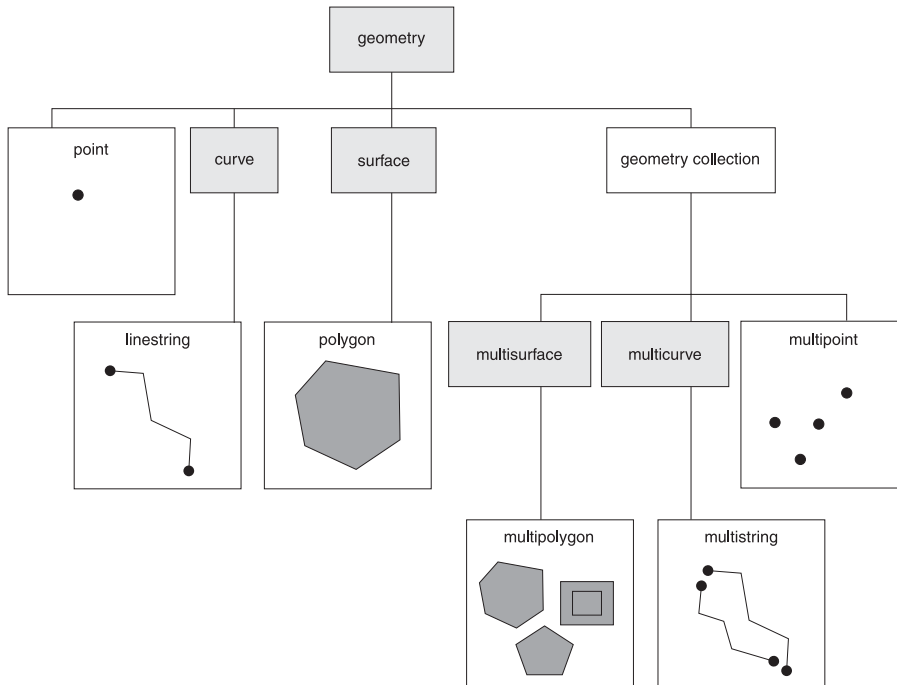 geometry
point
curve
surface
geometry collection
linestring
polygon
multisurface
multicurve
multipoint
multipolygon
multistring